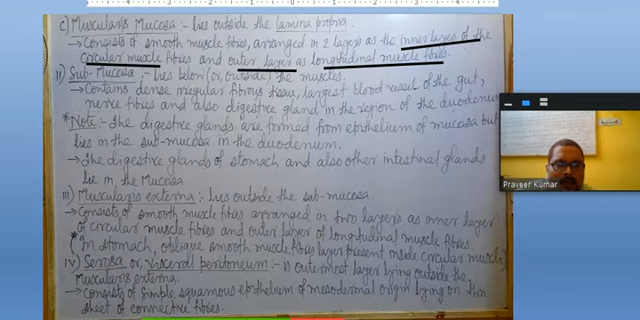 c) Muscularis Mucosa :- lies outside the lamina propria
→ Consists of smooth muscle fibres, arranged in 2 layers as the inner layer of the
circular muscle fibres and outer layer as longitudinal muscle fibres.
ii) Sub-Mucosa :- lies below (or, outside) the muscles.
→ Contains dense irregular fibrous tissue, largest blood vessel of the gut,
nerve fibres and also digestive gland in the region of the duodenum
*Note :- The digestive glands are formed from epithelium of mucosa but
lies in the sub-mucosa in the duodenum.
→ The digestive glands of stomach and also other intestinal glands
lie in the Mucosa
iii) Muscularis externa :- lies outside the sub-mucosa.
→ Consists of smooth muscle fibres arranged in two layers as inner layer
of circular muscle fibres and outer layer of longitudinal muscle fibres.
*(In stomach, oblique smooth muscle fibres layer present inside circular muscle)
iv) Serosa or, visceral peritoneum :- is outermost layer lying outside the
Muscularis externa.
→ Consists of simple squamous epithelium of mesodermal origin lying on thin
sheet of connective fibres.
Praveer Kumar